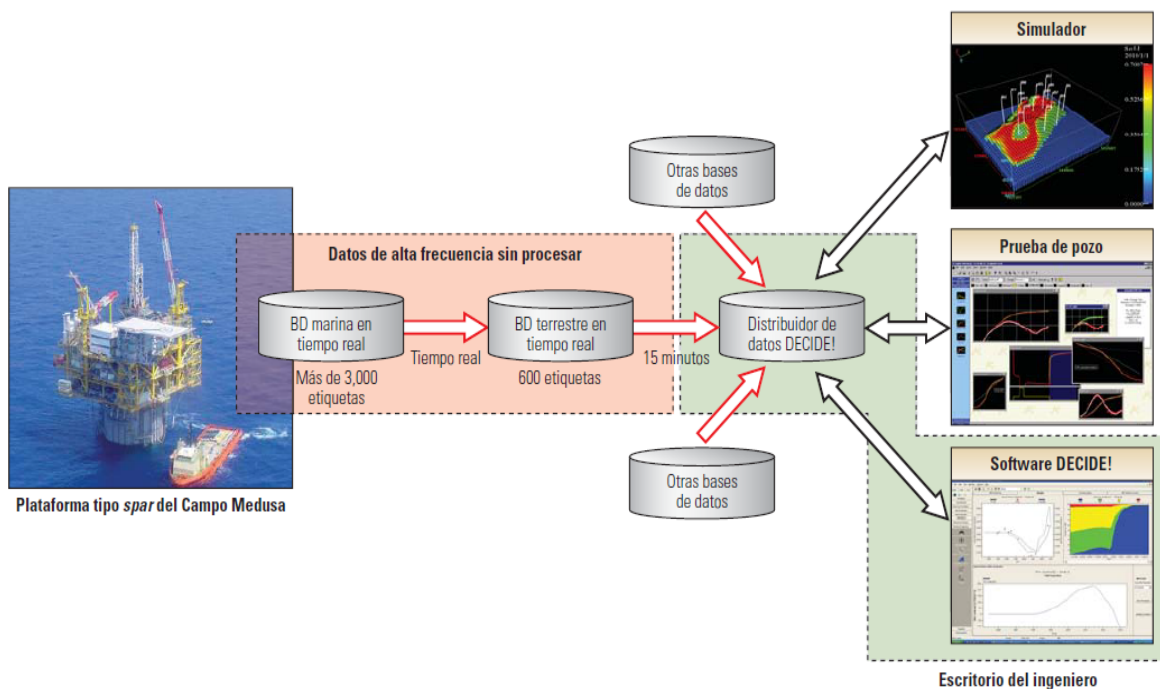 Simulador
Otras bases
de datos
Prueba de pozo
Datos de alta frecuencia sin procesar
BD marina en
tiempo real
Tiempo real
BD terrestre en
tiempo real
15 minutos
Distribuidor de
datos DECIDE!
Más de 3,000
etiquetas
600 etiquetas
Otras bases
de datos
Software DECIDE!
Plataforma tipo spar del Campo Medusa
Escritorio del ingeniero